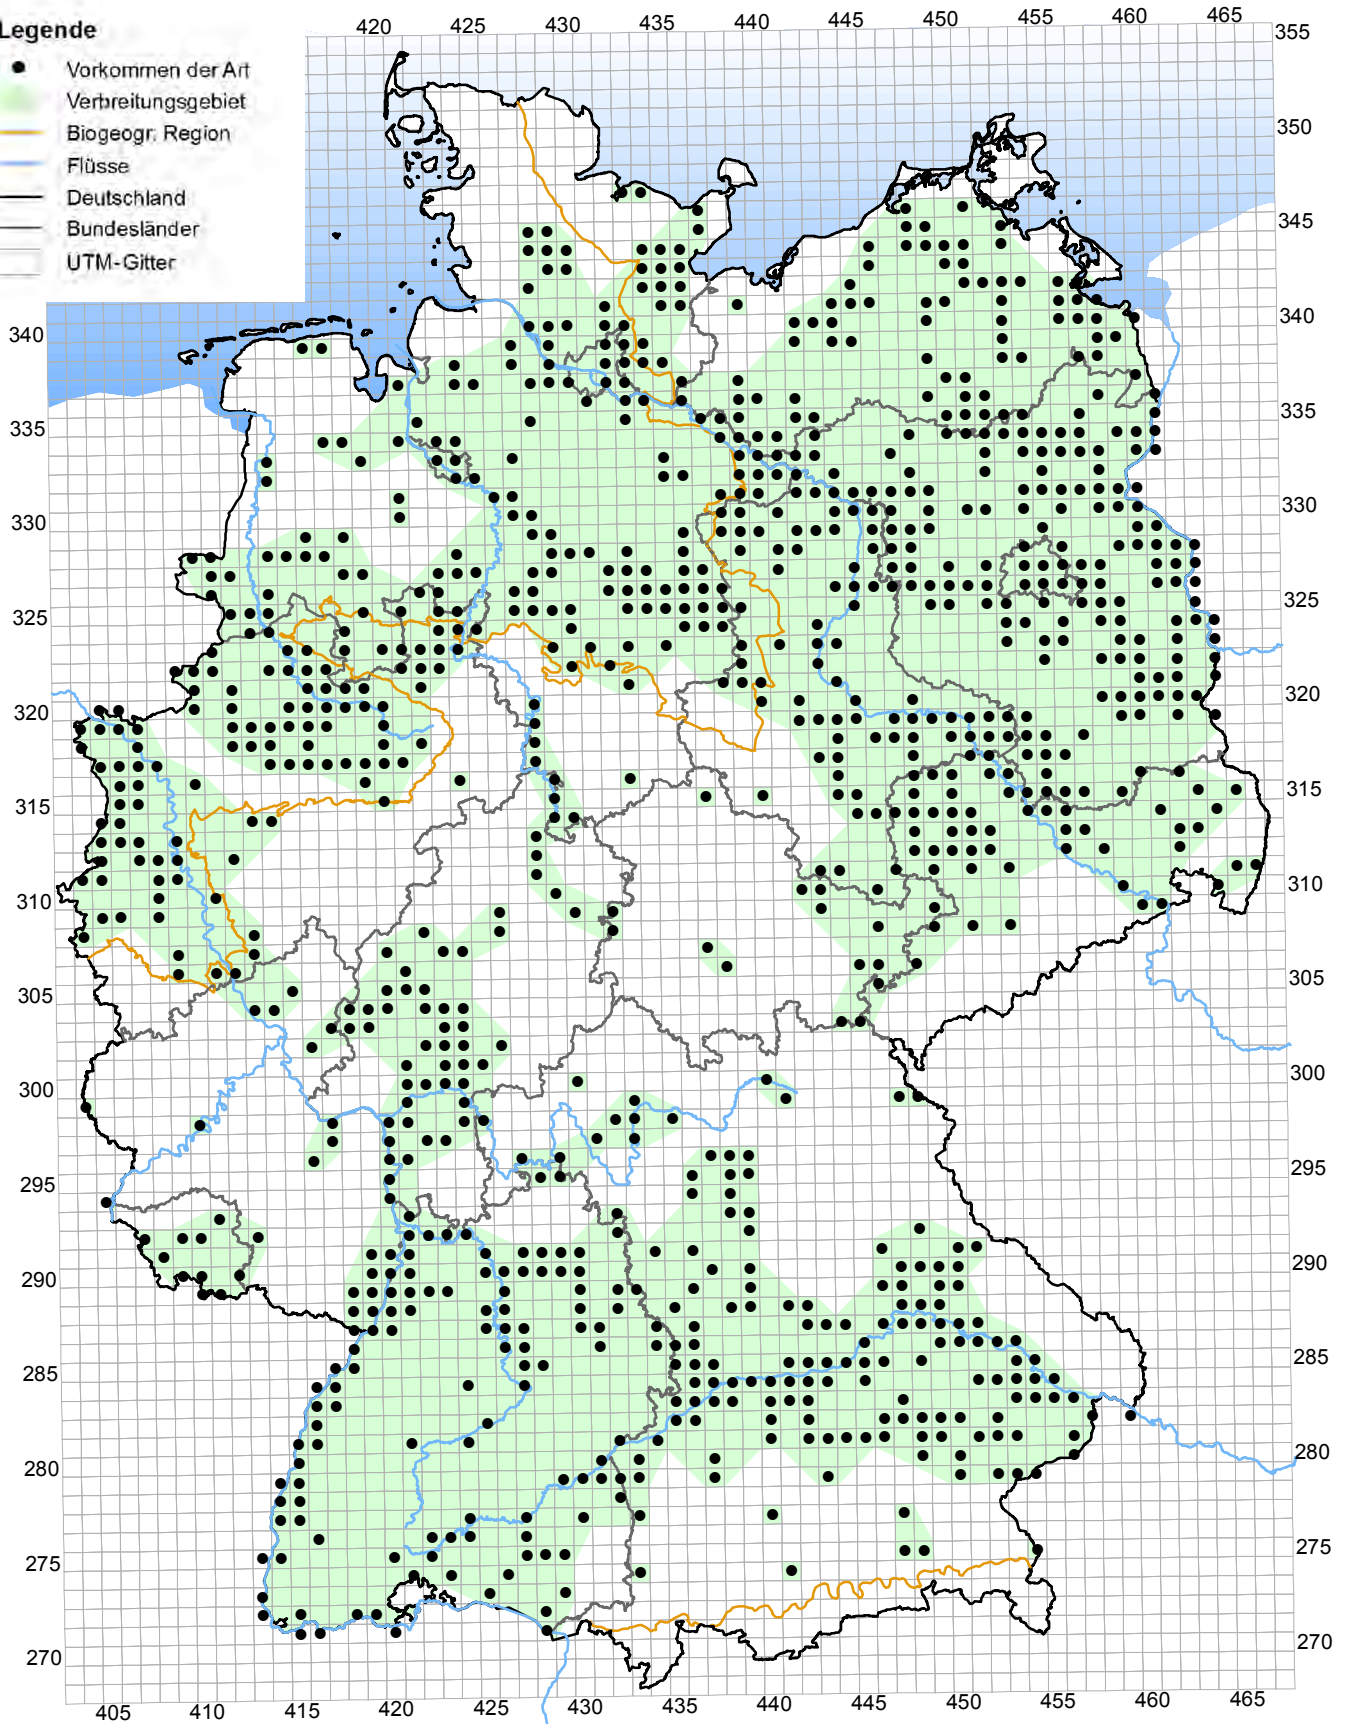 Legende
Vorkommen der Art
Verbreitungsgebiet
Biogeogr. Region
Flüsse
Deutschland
Bundesländer
UTM-Gitter
420 425 430 435 440 445 450 455 460 465
355
350
345
340 340
335 335
330 330
325 325
320 320
315 315
310 310
305 305
300 300
295 295
290 290
285 285
280 280
275 275
270 270
405 410 415 420 425 430 435 440 445 450 455 460 465